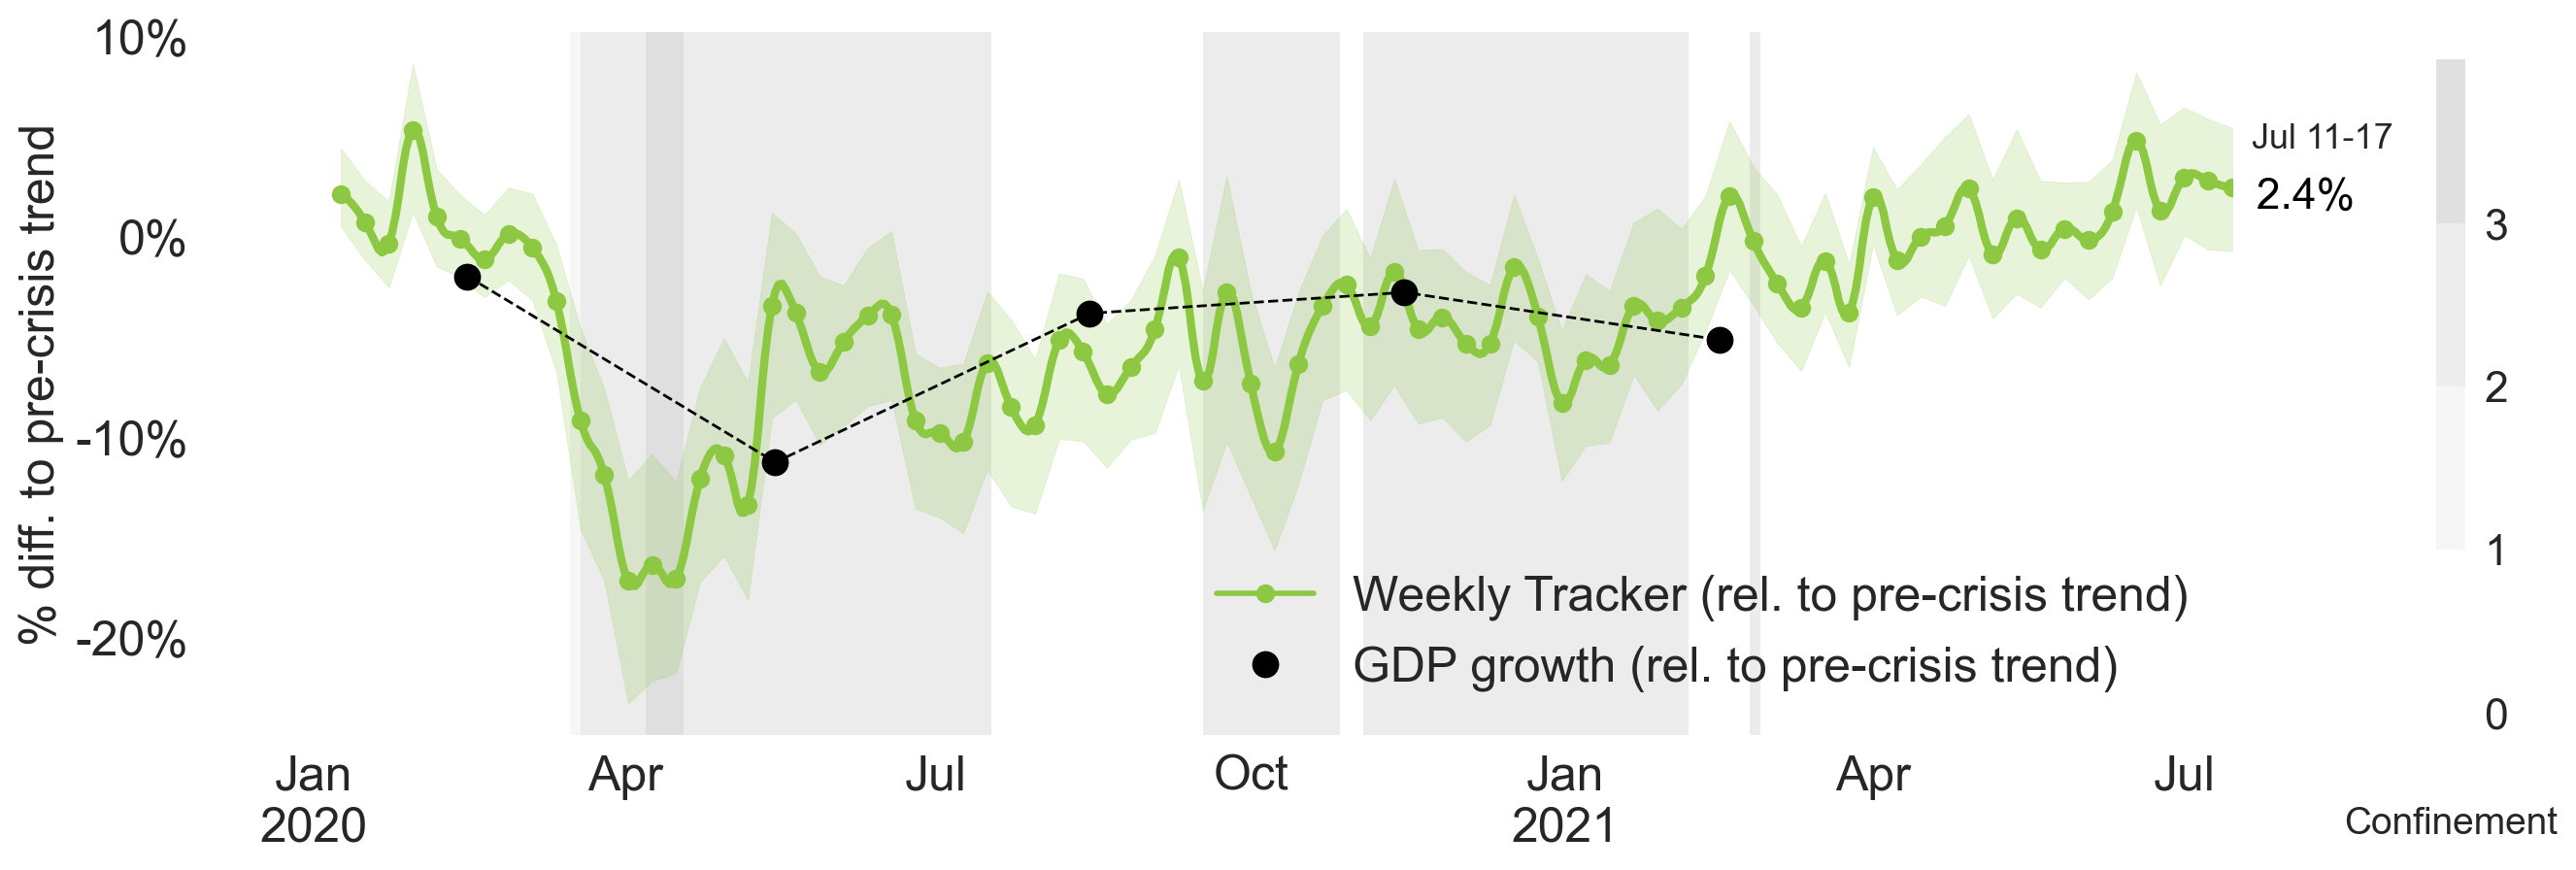 % diff. to pre-crisis trend
10%
0%
-10%
-20%
Jul 11-17
2.4%
Weekly Tracker (rel. to pre-crisis trend)
GDP growth (rel. to pre-crisis trend)
Jan
2020
Apr
Jul
Oct
Jan
2021
Apr
Jul
3
2
1
0
Confinement